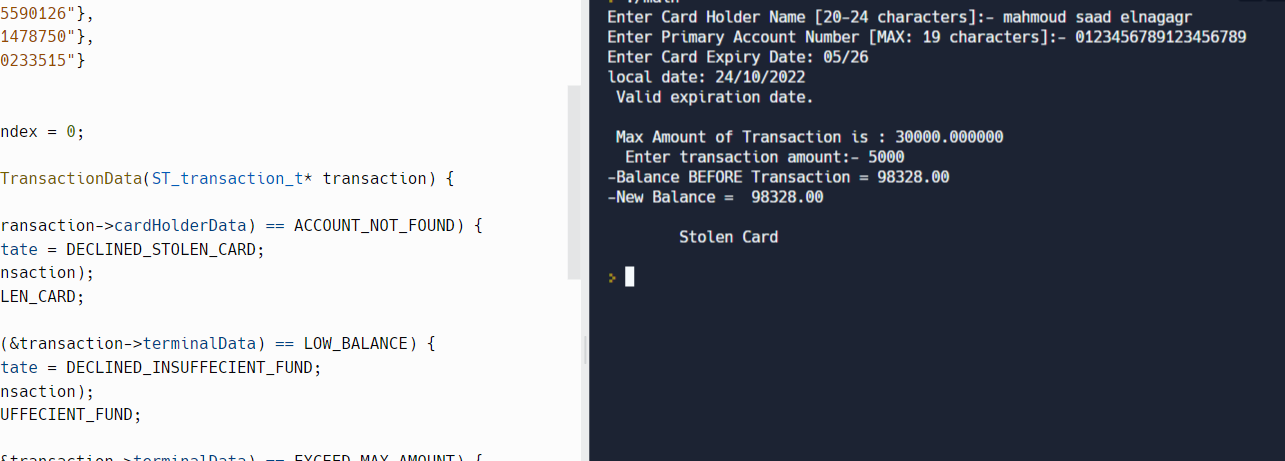 5590126"},
1478750"},
0233515"}
ndex = 0;
TransactionData(ST_transaction_t* transaction) {
ransaction->cardHolderData) == ACCOUNT_NOT_FOUND) {
tate = DECLINED_STOLEN_CARD;
nsaction);
LEN_CARD;
(&transaction->terminalData) == LOW_BALANCE) {
tate = DECLINED_INSUFFECIENT_FUND;
nsaction);
UFFECIENT_FUND;
&transaction->terminalData) == EXCEED_MAX_AMOUNT) {
> ./main
Enter Card Holder Name [20-24 characters]:- mahmoud saad elnagagr
Enter Primary Account Number [MAX: 19 characters]:- 0123456789123456789
Enter Card Expiry Date: 05/26
local date: 24/10/2022
Valid expiration date.
Max Amount of Transaction is : 30000.000000
Enter transaction amount:- 5000
-Balance BEFORE Transaction = 98328.00
-New Balance =  98328.00
Stolen Card
>